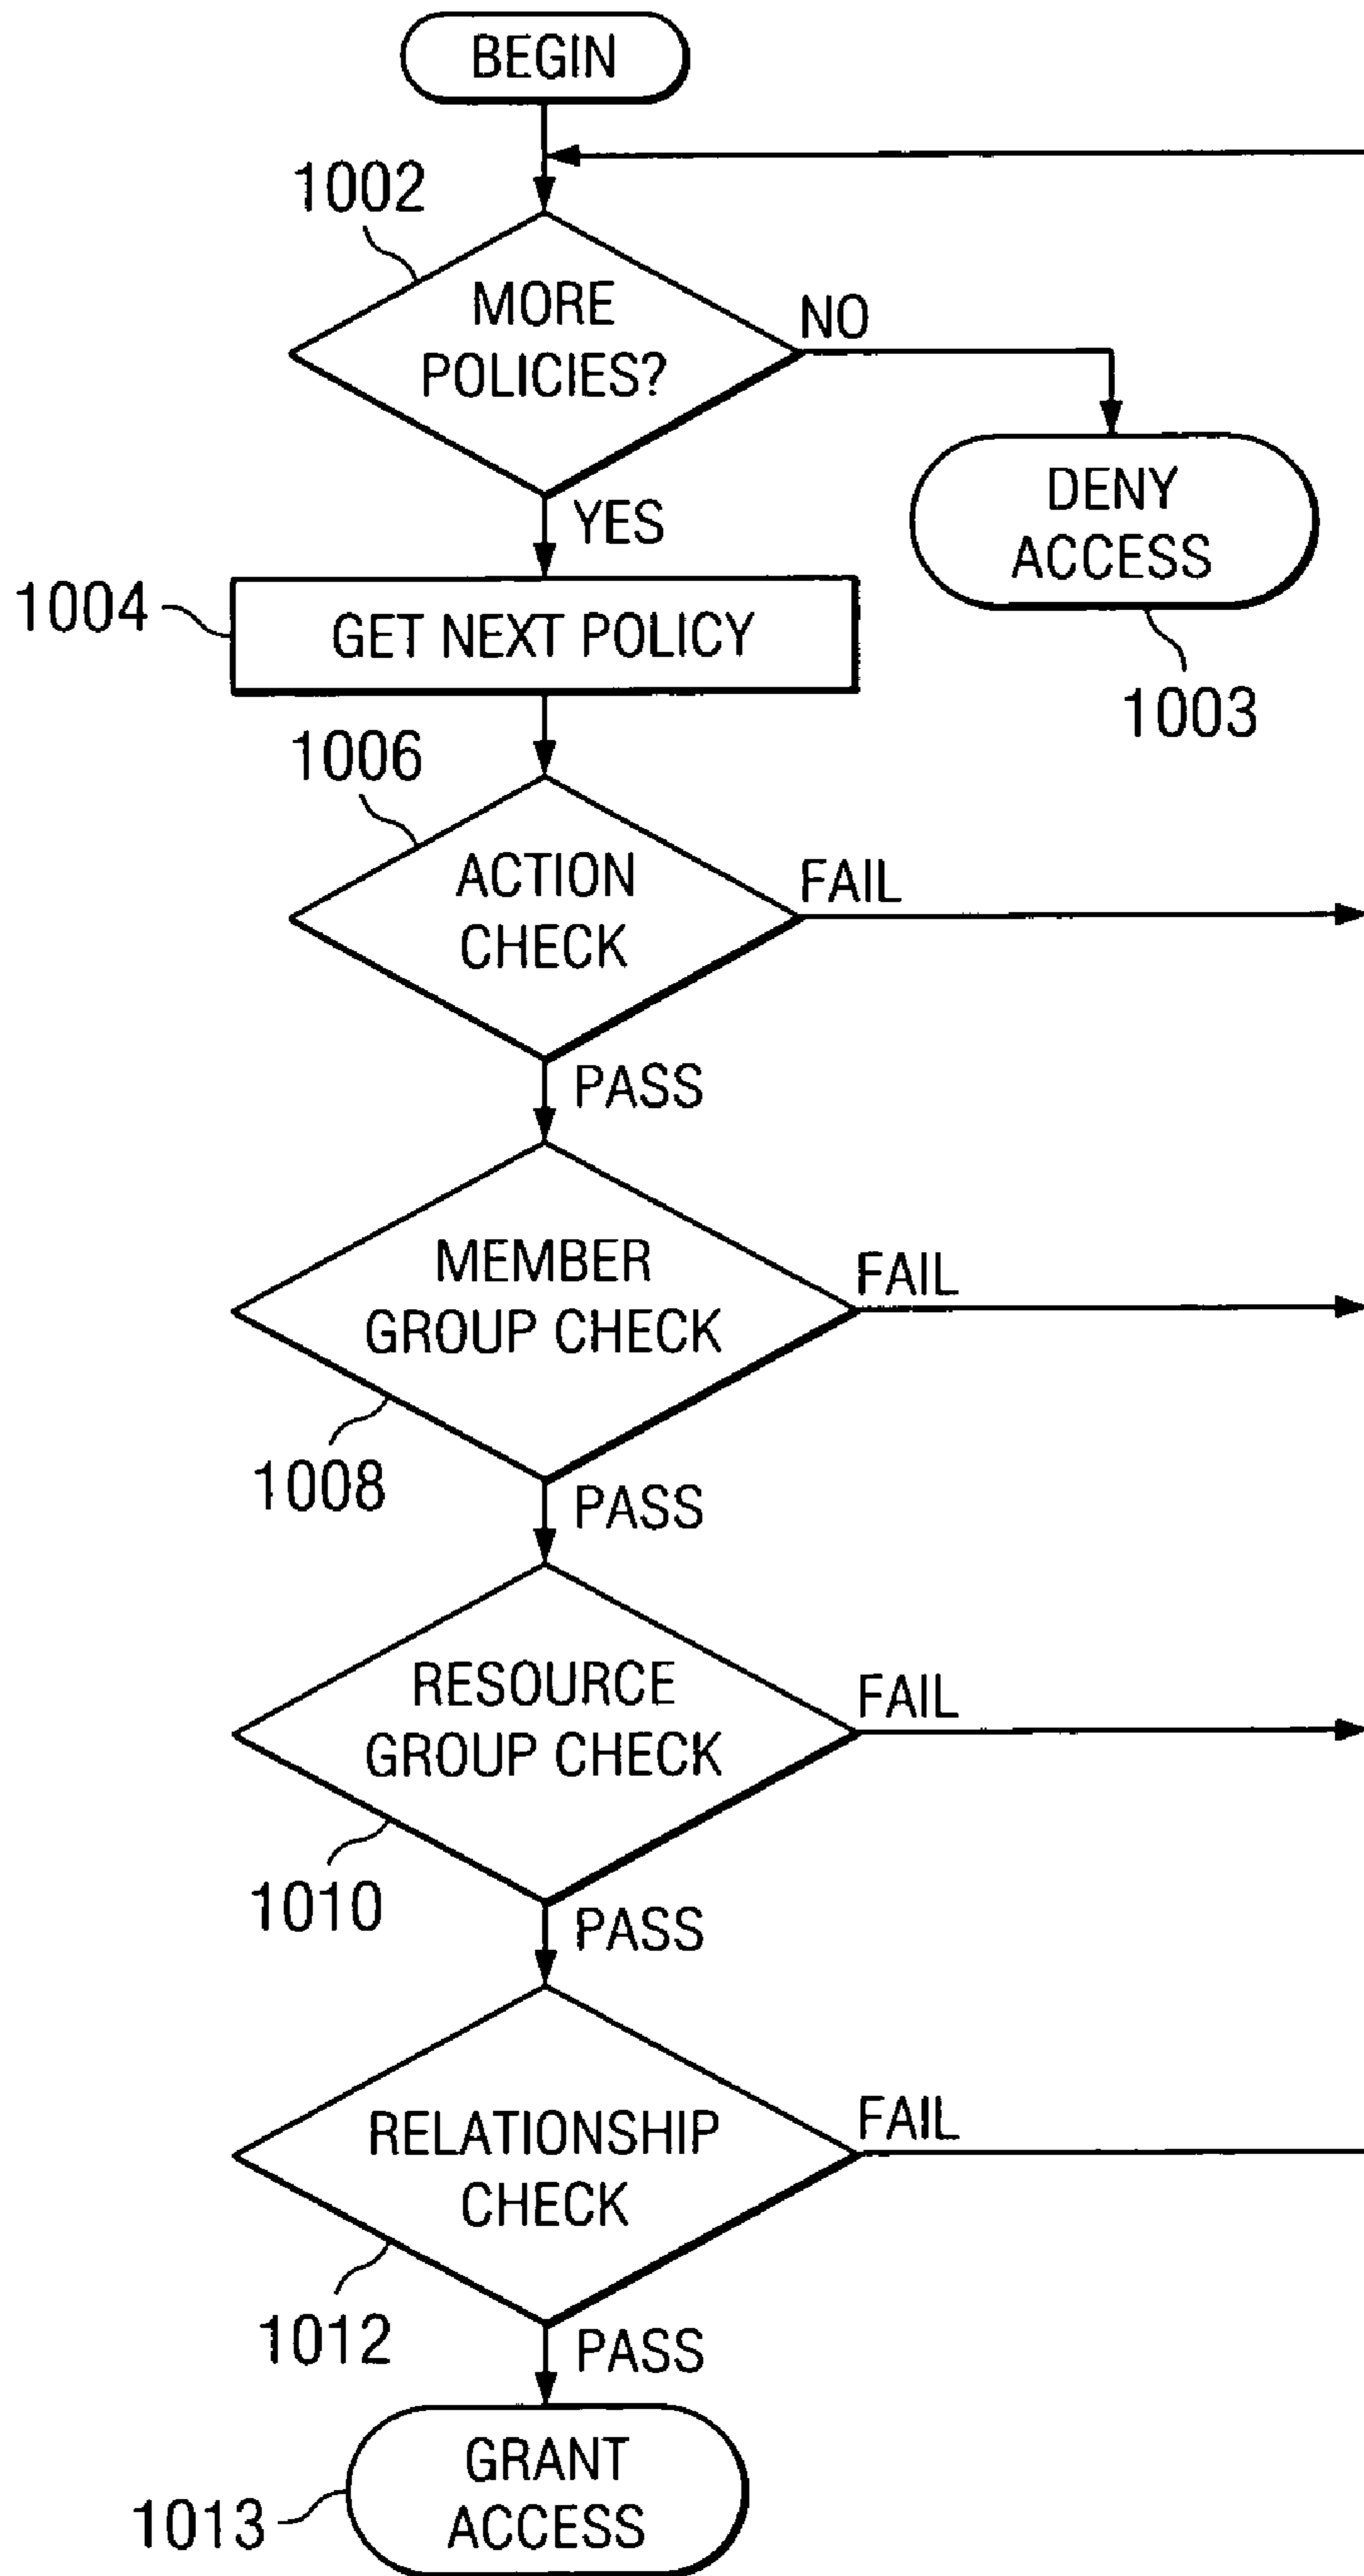 BEGIN
1002
MORE
POLICIES?
NO
DENY
ACCESS
1003
YES
1004
GET NEXT POLICY
1006
ACTION
CHECK
FAIL
PASS
MEMBER
GROUP CHECK
FAIL
1008
PASS
RESOURCE
GROUP CHECK
FAIL
1010
PASS
RELATIONSHIP
CHECK
FAIL
1012
PASS
GRANT
ACCESS
1013